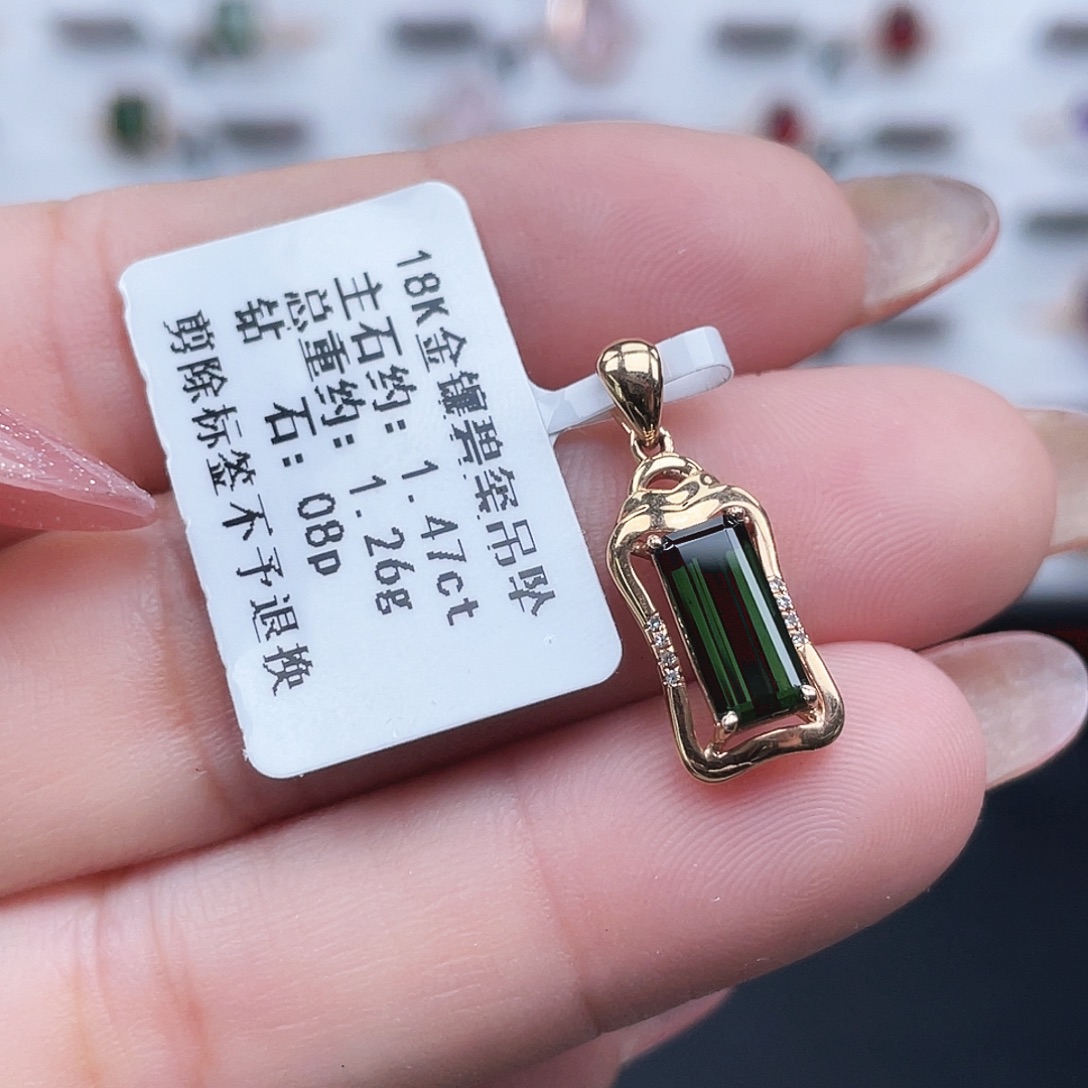 18K金镶碧玺吊坠
主石约: 1.47ct
总重约: 1.26g
钻 石: 08p
剪除标签不予退换